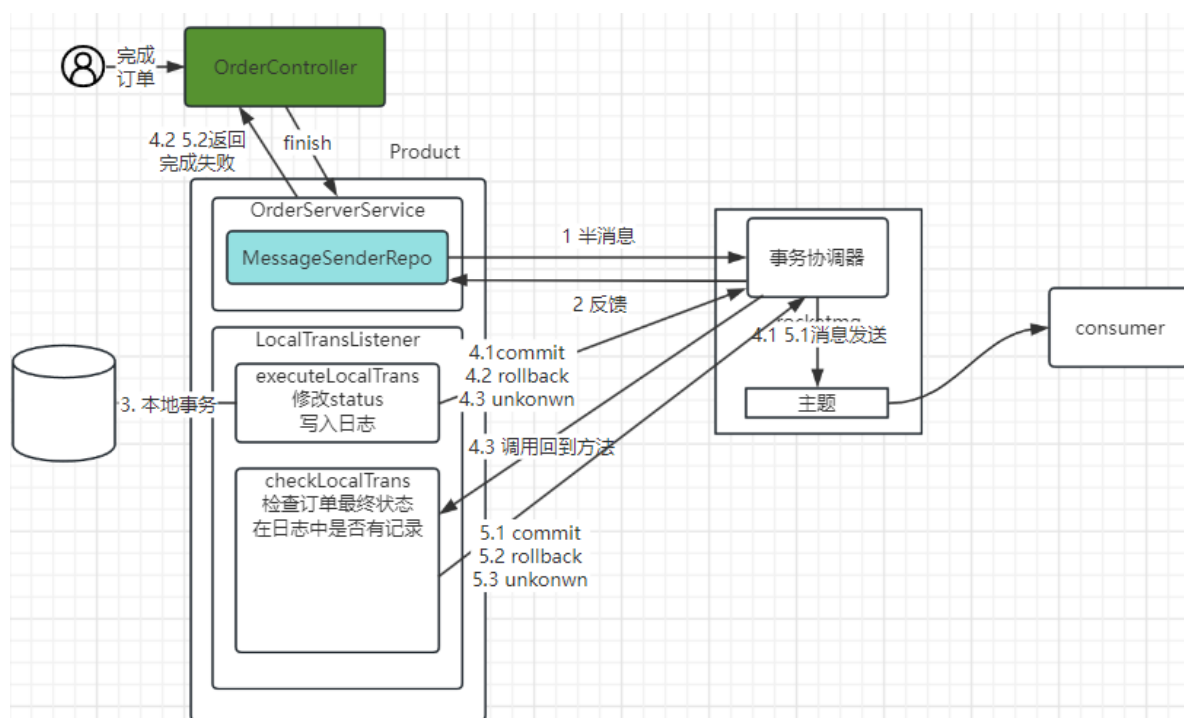 完成
订单
OrderController
4.2 5.2返回
完成失败
finish
Product
OrderServerService
MessageSenderRepo
1 半消息
事务协调器
2 反馈
rocketmq
4.1 5.1消息发送
consumer
LocalTransListener
executeLocalTrans
修改status
写入日志
3. 本地事务
4.1commit
4.2 rollback
4.3 unkonwn
主题
4.3 调用回到方法
checkLocalTrans
检查订单最终状态
在日志中是否有记录
5.1 commit
5.2 rollback
5.3 unkonwn